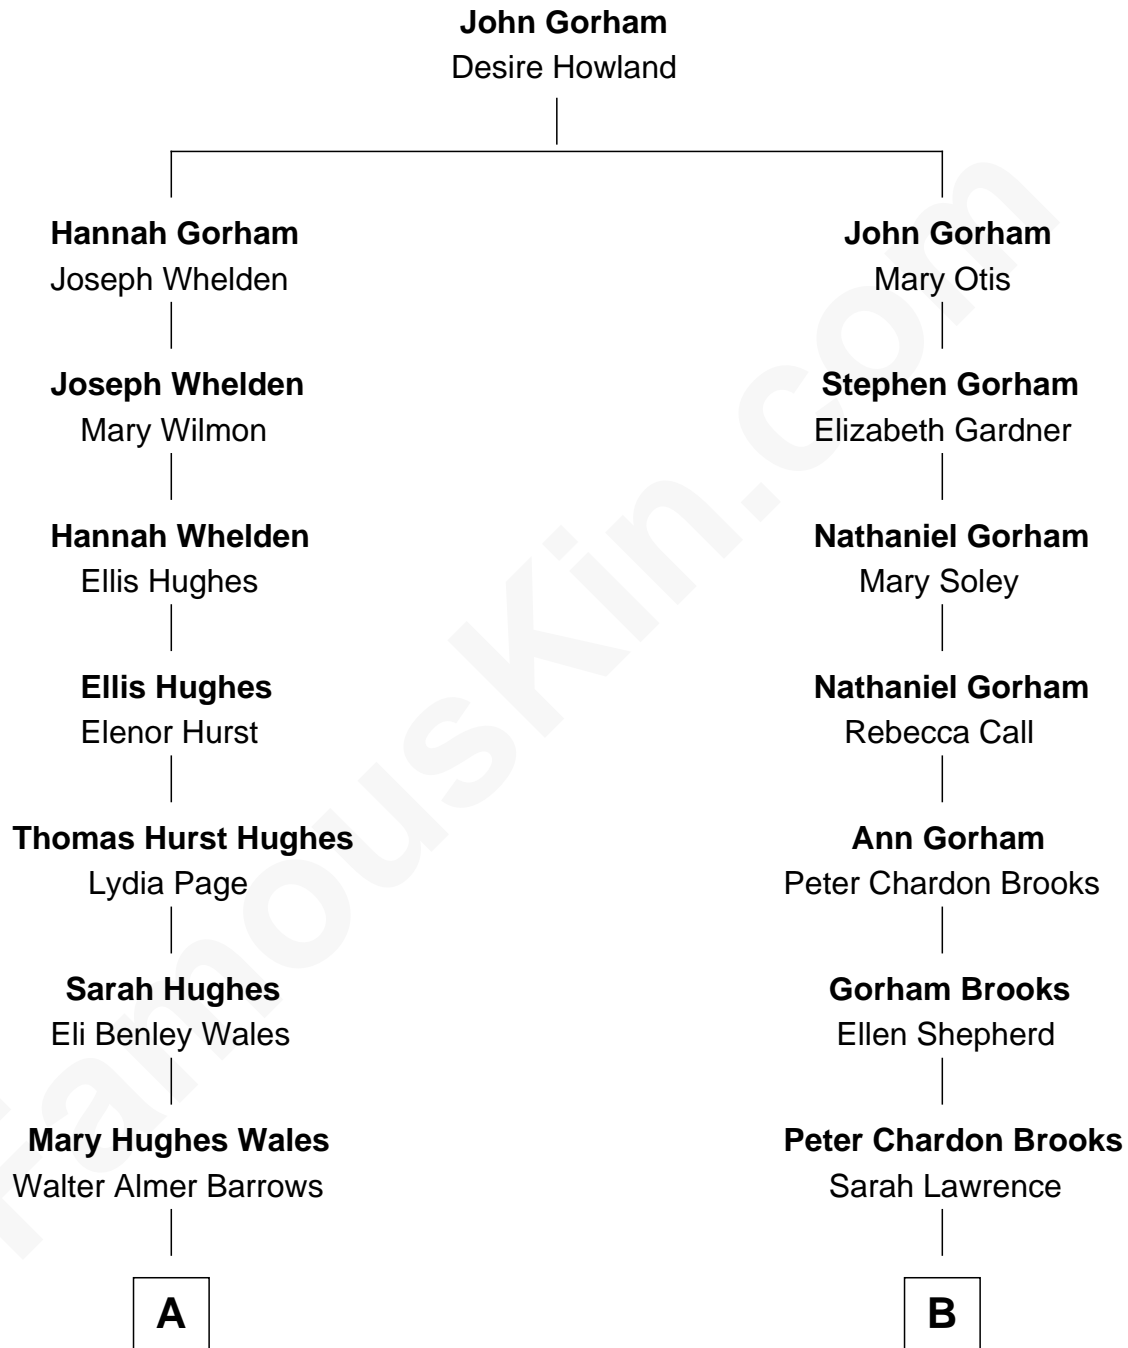 John Gorham
Desire Howland
Hannah Gorham
Joseph Whelden
John Gorham
Mary Otis
Joseph Whelden
Mary Wilmon
Stephen Gorham
Elizabeth Gardner
Hannah Whelden
Ellis Hughes
Nathaniel Gorham
Mary Soley
Ellis Hughes
Elenor Hurst
Nathaniel Gorham
Rebecca Call
Thomas Hurst Hughes
Lydia Page
Ann Gorham
Peter Chardon Brooks
Sarah Hughes
Eli Benley Wales
Gorham Brooks
Ellen Shepherd
Mary Hughes Wales
Walter Almer Barrows
Peter Chardon Brooks
Sarah Lawrence
A
B
FamousKin.com